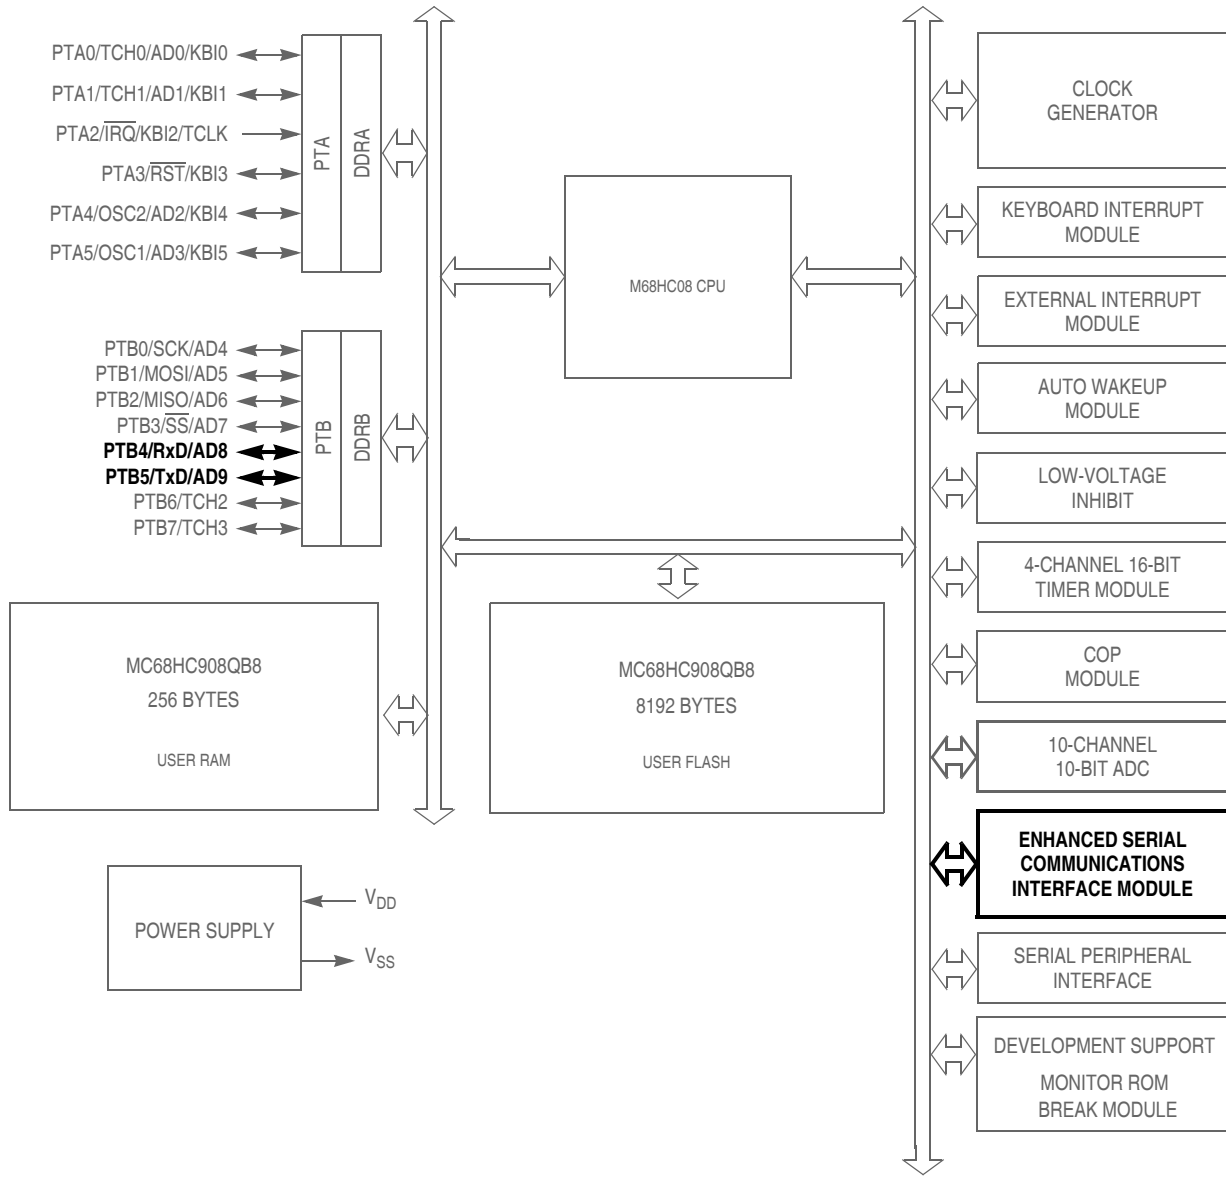 PTA0/TCH0/AD0/KBI0
PTA1/TCH1/AD1/KBI1
PTA2/IRQ/KBI2/TCLK
PTA3/RST/KBI3
PTA4/OSC2/AD2/KBI4
PTA5/OSC1/AD3/KBI5
PTA
DDRA
PTB0/SCK/AD4
PTB1/MOSI/AD5
PTB2/MISO/AD6
PTB3/SS/AD7
PTB4/RxD/AD8
PTB5/TxD/AD9
PTB6/TCH2
PTB7/TCH3
PTB
DDRB
M68HC08 CPU
MC68HC908QB8
256 BYTES
USER RAM
MC68HC908QB8
8192 BYTES
USER FLASH
POWER SUPPLY
VDD
VSS
CLOCK
GENERATOR
KEYBOARD INTERRUPT
MODULE
EXTERNAL INTERRUPT
MODULE
AUTO WAKEUP
MODULE
LOW-VOLTAGE
INHIBIT
4-CHANNEL 16-BIT
TIMER MODULE
COP
MODULE
10-CHANNEL
10-BIT ADC
ENHANCED SERIAL
COMMUNICATIONS
INTERFACE MODULE
SERIAL PERIPHERAL
INTERFACE
DEVELOPMENT SUPPORT
MONITOR ROM
BREAK MODULE